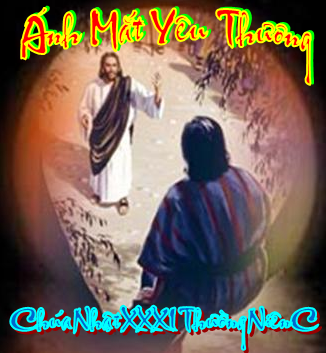 Ánh Mắt Yêu Thương
Chúa Nhật XXXI Thường Niên C